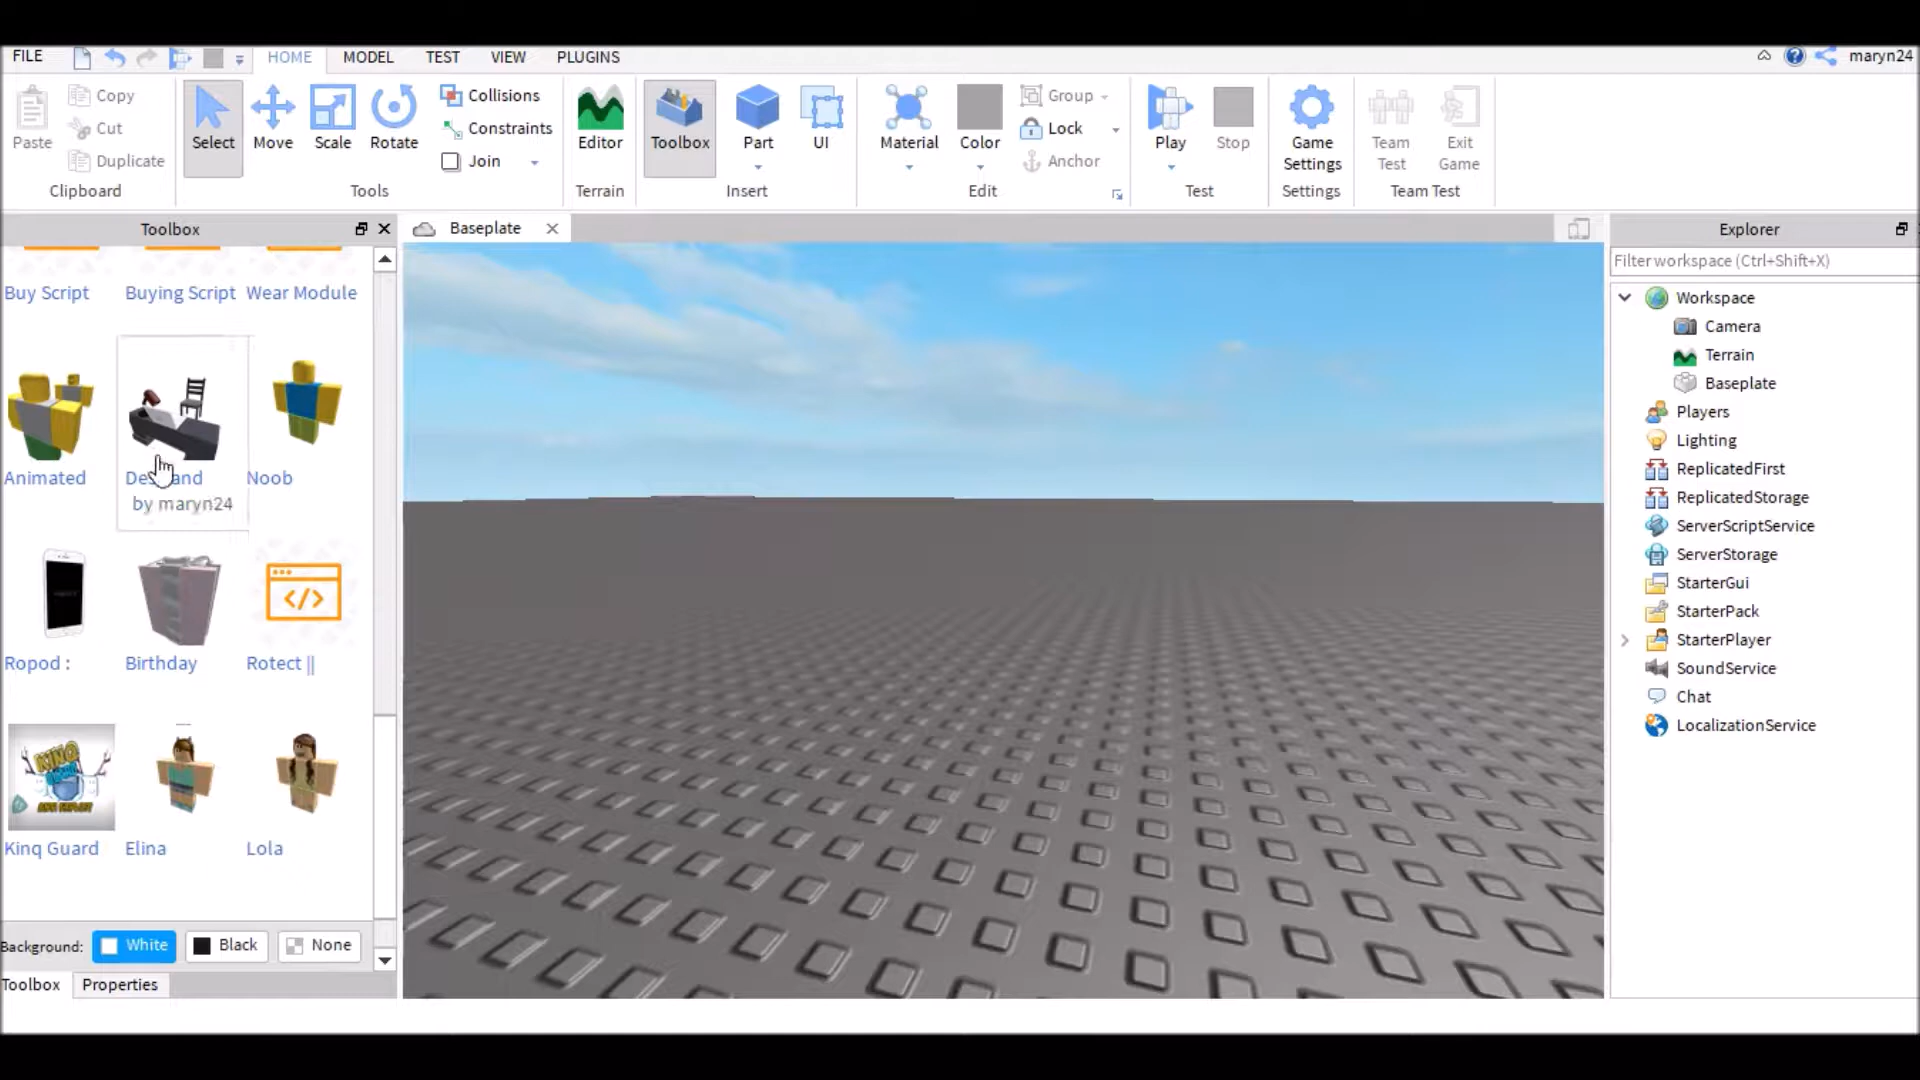 FILE
HOME
MODEL
TEST
VIEW
PLUGINS
maryn24
Paste
Copy
Cut
Duplicate
Clipboard
Select
Move
Scale
Rotate
Collisions
Constraints
Join
Tools
Editor
Terrain
Toolbox
Part
UI
Insert
Material
Color
Group
Lock
Anchor
Edit
Play
Stop
Test
Game
Settings
Settings
Team
Test
Exit
Game
Team Test
Toolbox
Baseplate
Explorer
Filter workspace (Ctrl+Shift+X)
Buy Script
Buying Script
Wear Module
Animated
by maryn24
Noob
Ropod :
Birthday
Rotect ||
KINQ
Kinq Guard
Elina
Lola
Background:
White
Black
None
Toolbox
Properties
Workspace
Camera
Terrain
Baseplate
Players
Lighting
ReplicatedFirst
ReplicatedStorage
ServerScriptService
ServerStorage
StarterGui
StarterPack
StarterPlayer
SoundService
Chat
LocalizationService